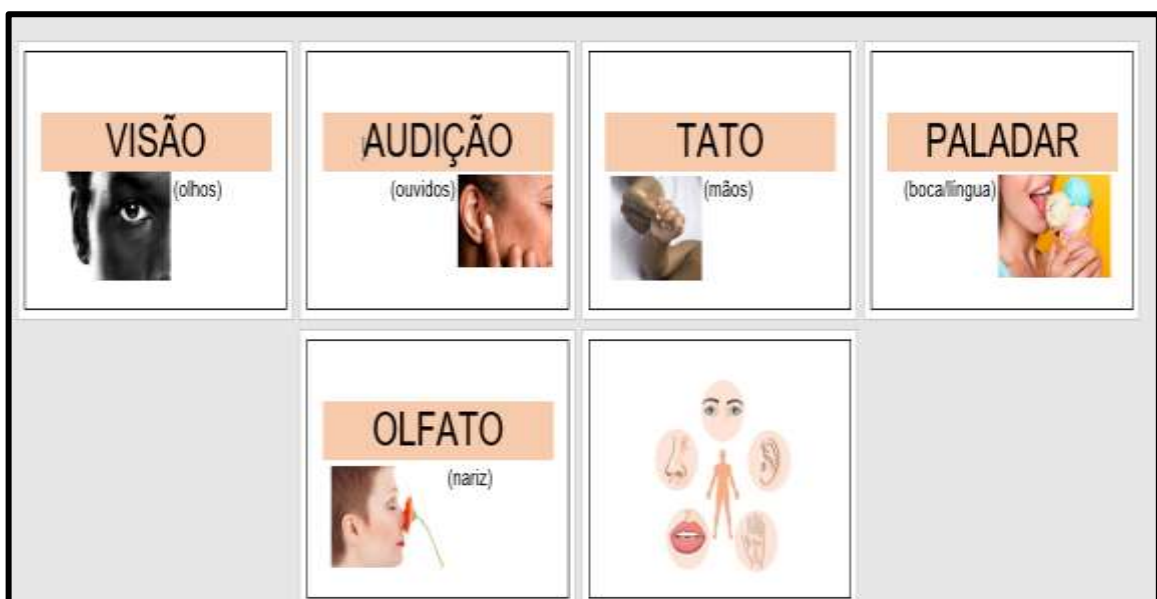 VISÃO
(olhos)
AUDIÇÃO
(ouvidos)
TATO
(mãos)
PALADAR
(boca/língua)
OLFATO
(nariz)